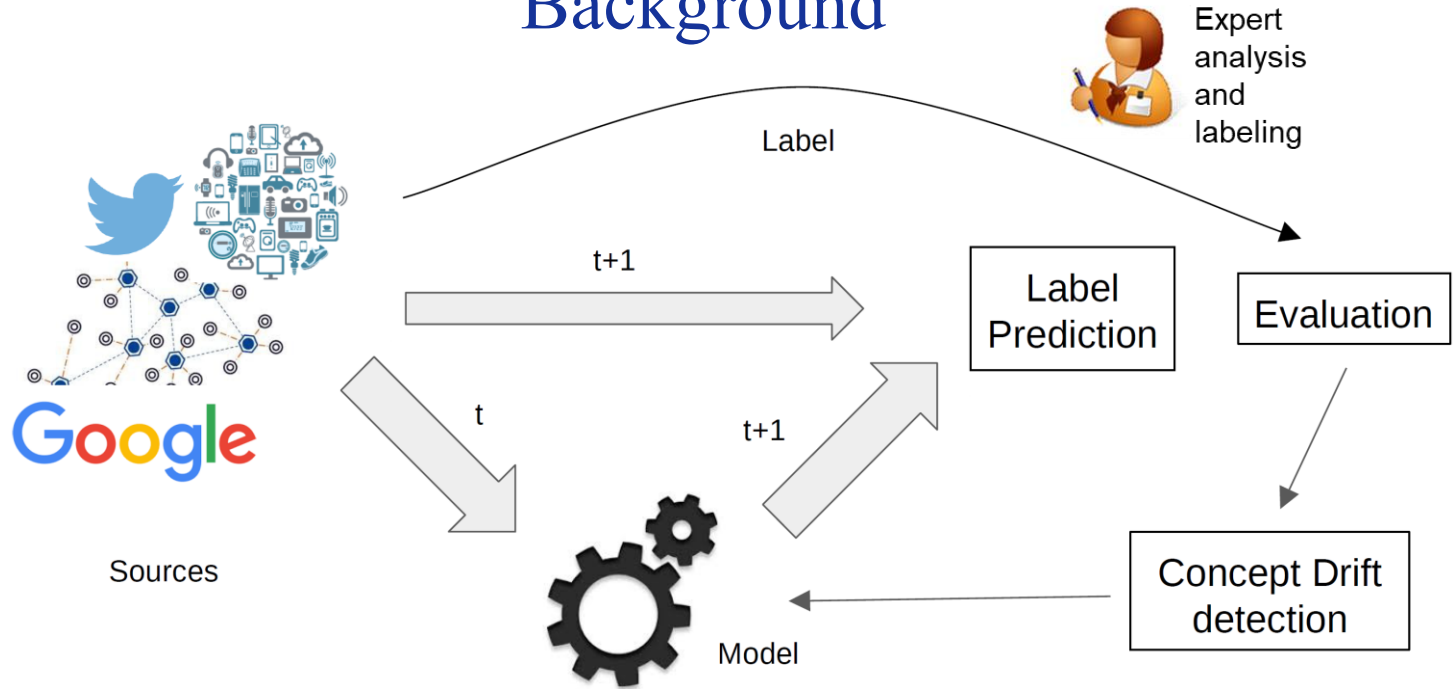 Background
Expert
analysis
and
labeling
Label
t+1
Label
Prediction
Evaluation
t
t+1
Google
Sources
Concept Drift
detection
Model